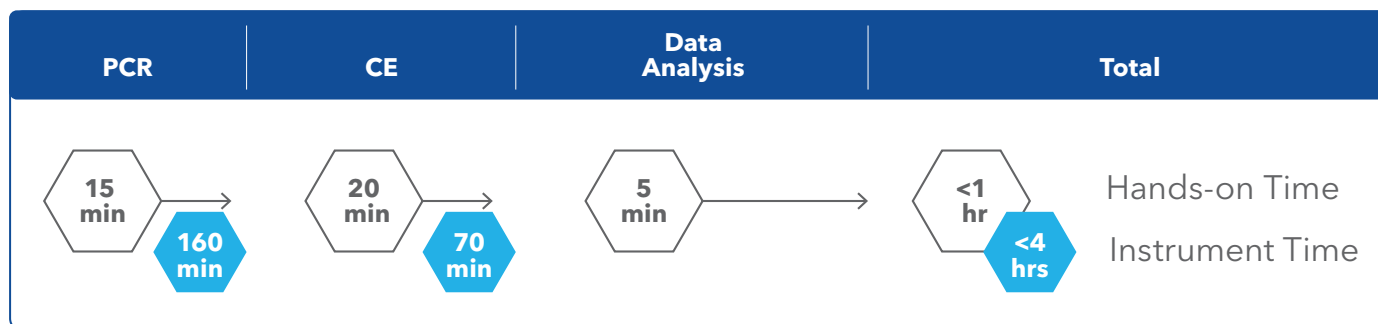 PCR
CE
Data
Analysis
Total
15
min
160
min
20
min
70
min
5
min
<1
hr
<4
hrs
Hands-on Time
Instrument Time